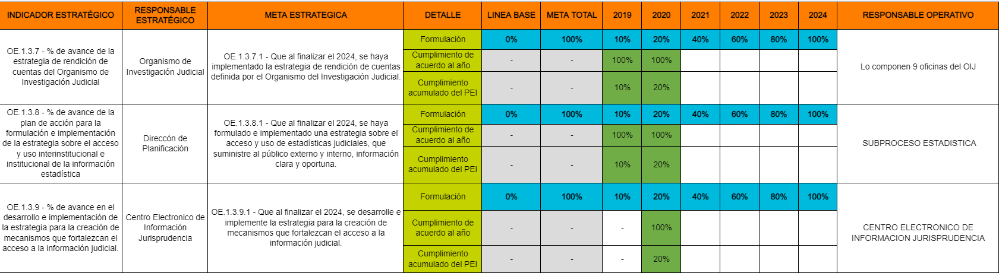 INDICADOR ESTRATÉGICO
RESPONSABLE
ESTRATÉGICO
META ESTRATEGICA
DETALLE
LINEA BASE
META TOTAL
2019
2020
2021
2022
2023
2024
RESPONSABLE OPERATIVO
OE.1.3.7 - % de avance de la
estrategia de rendición de
cuentas del Organismo de
Investigación Judicial
Organismo de
Investigación Judicial
OE.1.3.7.1 - Que al finalizar el 2024, se haya
implementado la estrategia de rendición de cuentas
definida por el Organismo del Investigación Judicial.
Formulación
0%
100%
10%
20%
40%
60%
80%
100%
Cumplimiento de
acuerdo al año
-
-
100%
100%
Cumplimiento
acumulado del PEI
-
-
10%
20%
Lo componen 9 oficinas del OIJ
OE.1.3.8 - % de avance de la
plan de acción para la
formulación e implementación
de la estrategia sobre el acceso
y uso interinstitucional e
institucional de la información
estadística
Direccón de
Planificación
OE.1.3.8.1 - Que al finalizar el 2024, se haya
formulado e implementado una estrategia sobre el
acceso y uso de estadísticas judiciales, que
suministre al público externo y interno, información
clara y oportuna.
Formulación
0%
100%
10%
20%
40%
60%
80%
100%
Cumplimiento de
acuerdo al año
-
-
100%
100%
Cumplimiento
acumulado del PEI
-
-
10%
20%
SUBPROCESO ESTADISTICA
OE.1.3.9 - % de avance en el
desarrollo e implementación de
la estrategia para la creación de
mecanismos que fortalezcan el
acceso a la información judicial.
Centro Electronico de
Información
Jurisprudencia
OE.1.3.9.1 - Que al finalizar el 2024, se desarrolle e
implemente la estrategia para la creación de
mecanismos que fortalezcan el acceso a la
información judicial.
Formulación
0%
100%
10%
20%
40%
60%
80%
100%
Cumplimiento de
acuerdo al año
-
-
-
100%
Cumplimiento
acumulado del PEI
-
-
-
20%
CENTRO ELECTRONICO DE
INFORMACION JURISPRUDENCIA